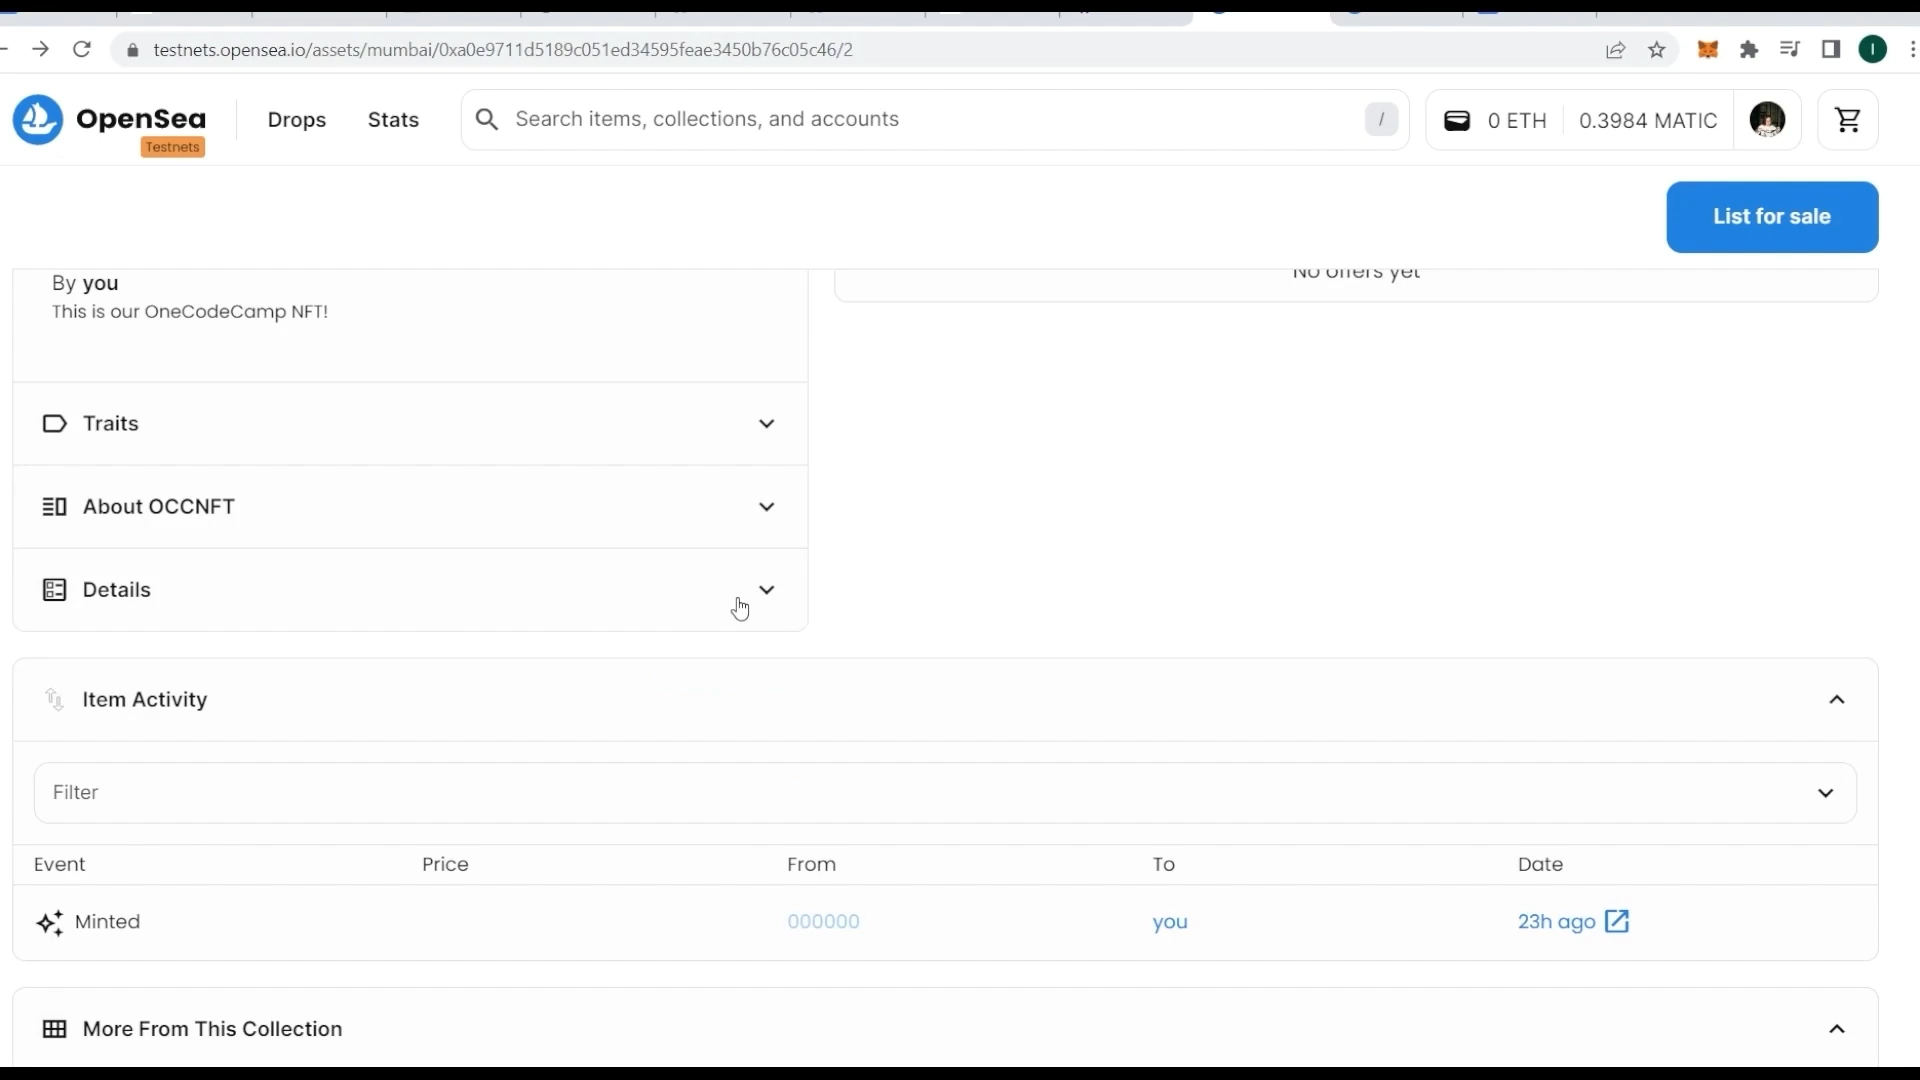 testnets.opensea.io/assets/mumbai/0xa0e9711d5189c051ed34595feae3450b76c05c46/2
I
OpenSea
Testnets
Drops
Stats
Search items, collections, and accounts
/
0 ETH
0.3984 MATIC
List for sale
By you
This is our OneCodeCamp NFT!
No offers yet
Traits
About OCCNFT
Details
Item Activity
Filter
Event Price From To Date
Minted 000000 you 23h ago
More From This Collection